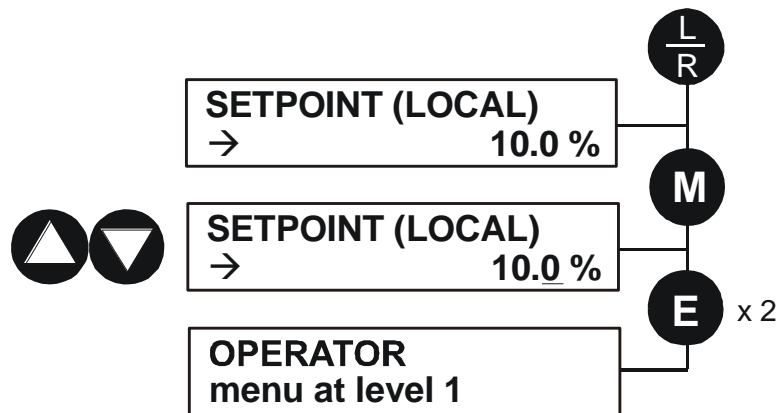 L
R
SETPOINT (LOCAL)
→ 10.0 %
M
SETPOINT (LOCAL)
→ 10.0 %
E x 2
OPERATOR
menu at level 1